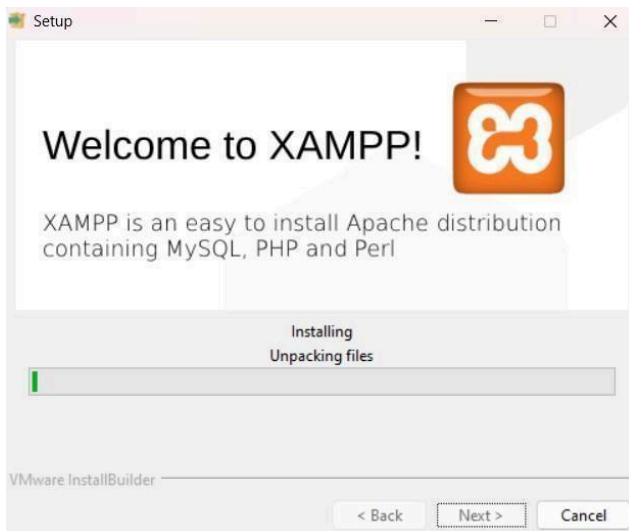 Setup
Welcome to XAMPP!
XAMPP is an easy to install Apache distribution
containing MySQL, PHP and Perl
Installing
Unpacking files
VMware InstallBuilder
< Back
Next >
Cancel